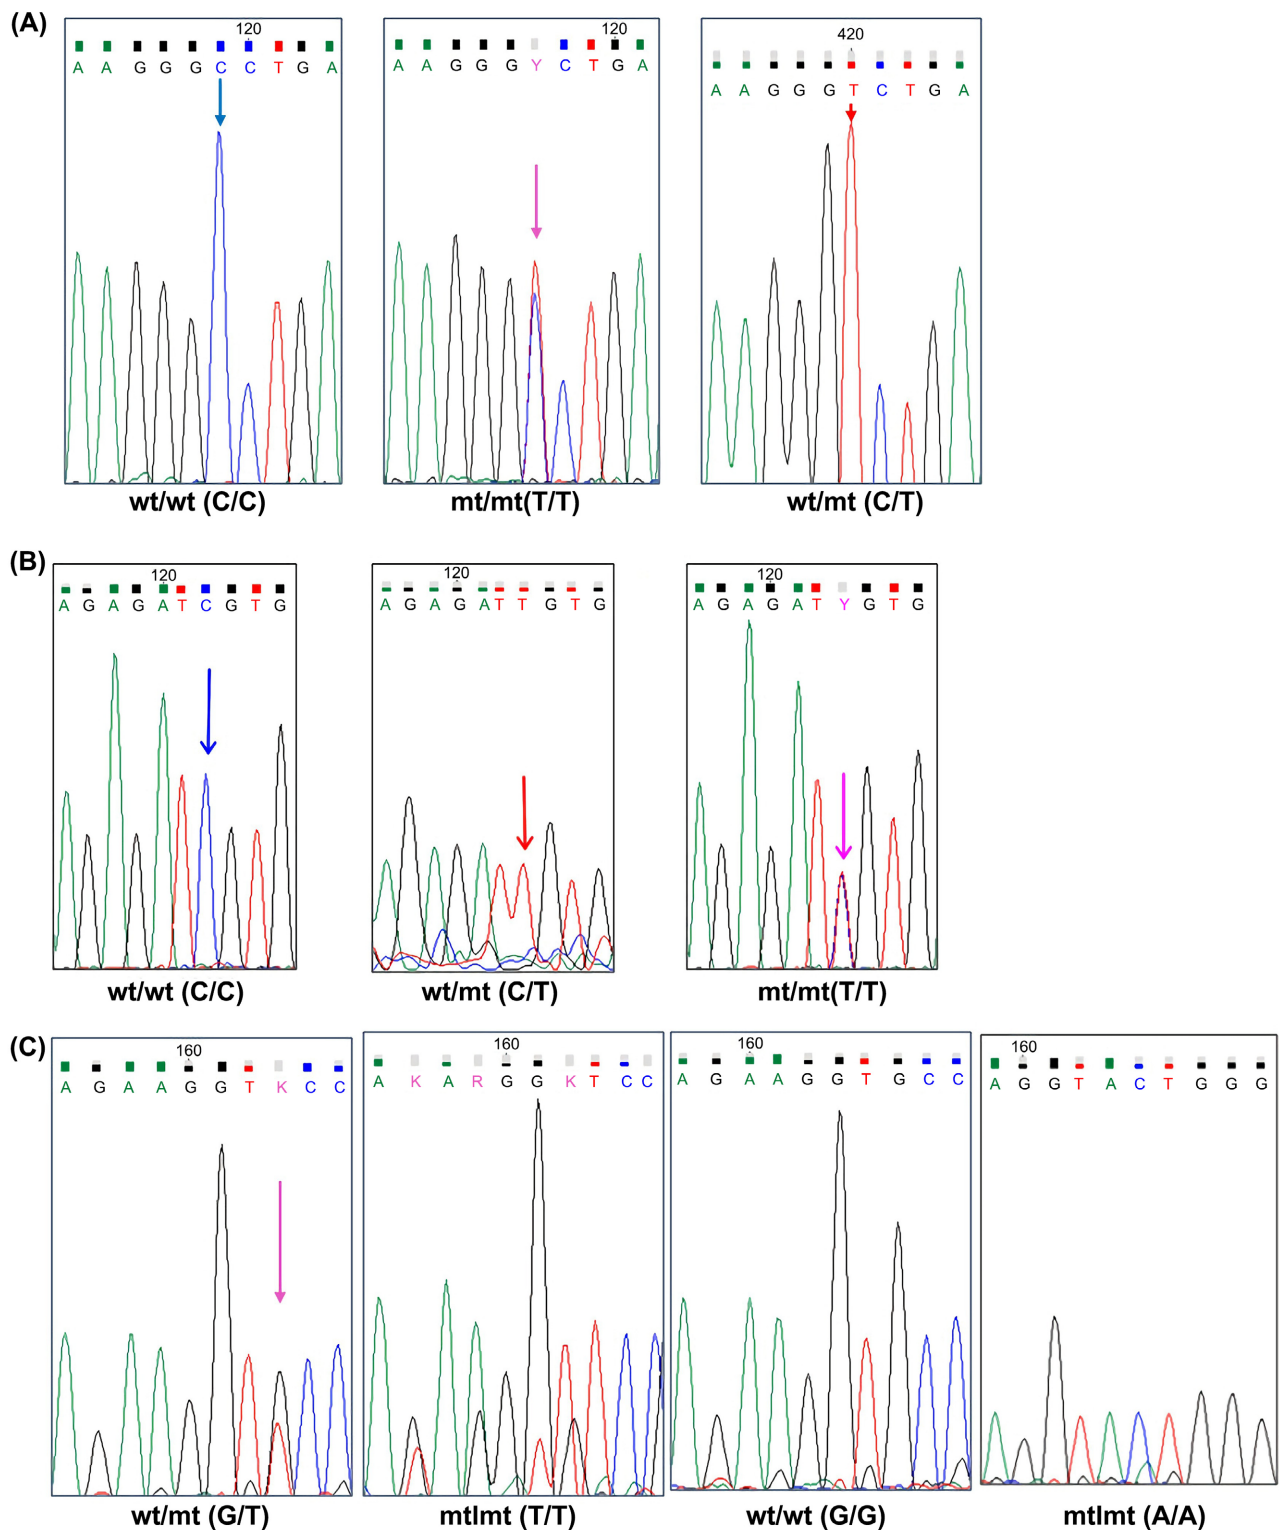 (A)
120
A A G G G C C T G A
wt/wt (C/C)
120
A A G G G Y C T G A
mt/mt(T/T)
420
A A G G G T C T G A
wt/mt (C/T)
(B)
120
A G A G A T C G T G
wt/wt (C/C)
120
A G A G A T T G T G
wt/mt (C/T)
120
A G A G A T Y G T G
mt/mt(T/T)
(C)
160
A G A A G G T K C C
wt/mt (G/T)
160
A K A R G G K T C C
mtlmt (T/T)
160
A G A A G G T G C C
wt/wt (G/G)
160
A G G T A C T G G G
mtlmt (A/A)